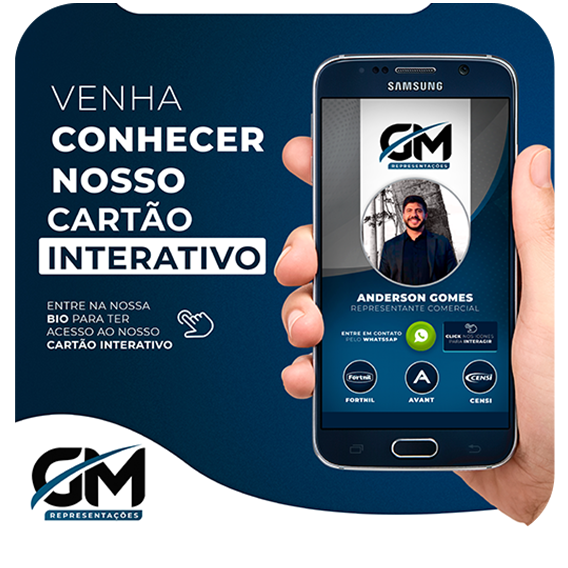 VENHA
CONHECER
NOSSO
CARTÃO
INTERATIVO
ENTRE NA NOSSA
BIO PARA TER
ACESSO AO NOSSO
CARTÃO INTERATIVO
GM
REPRESENTAÇÕES
SAMSUNG
GM
REPRESENTAÇÕES
ANDERSON GOMES
REPRESENTANTE COMERCIAL
ENTRE EM CONTATO
PELO WHATSSAP
CLICK NOS ICONES
PARA INTERAGIR
Fortnil
CENSI
FORTNIL
AVANT
CENSI